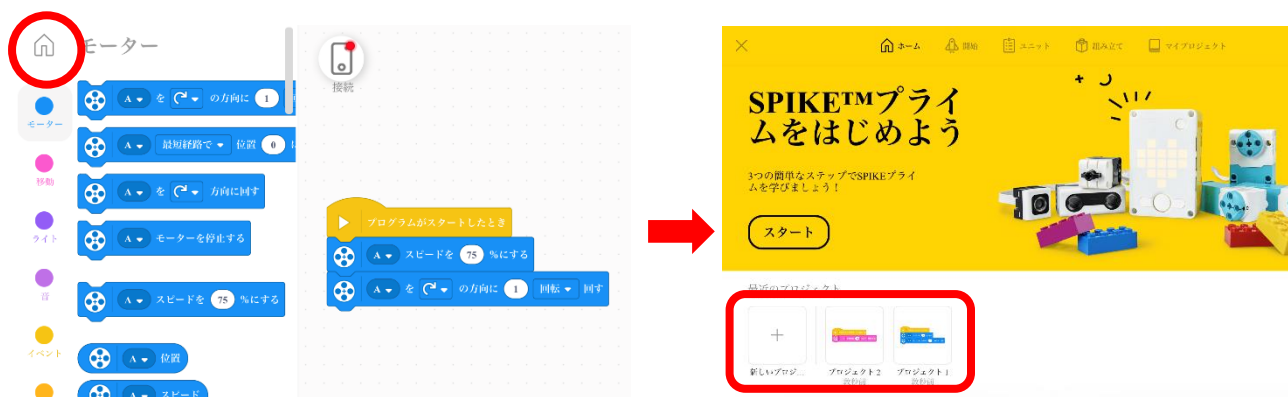 モーター
接続
A を の方向に 1
A 最短経路で 位置 0
A を 方向に回す
A モーターを停止する
A スピードを 75 %にする
A 位置
A スピード
モーター
移動
ライト
音
イベント
プログラムがスタートしたとき
A スピードを 75 %にする
A を の方向に 1 回転 回す
ホーム
開始
ユニット
組み立て
マイプロジェクト
SPIKE™プライ
ムをはじめよう
3つの簡単なステップでSPIKEプライ
ムを学びましょう！
スタート
最近のプロジェクト
新しいプロジ...
プロジェクト2
数秒前
プロジェクト1
数秒前